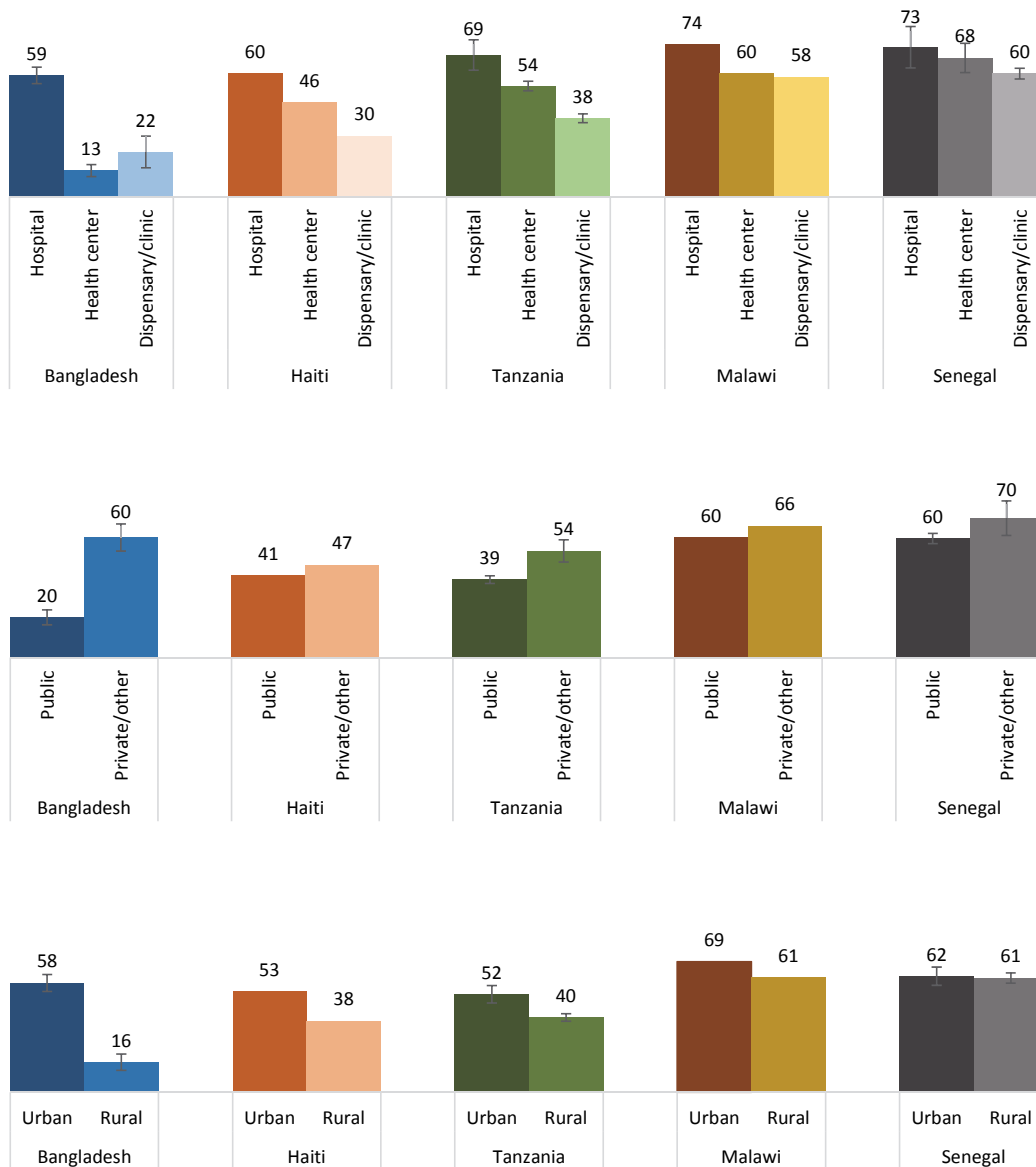 59 13 22 60 46 30 69 54 38 74 60 58 73 68 60
Hospital Health center Dispensary/clinic Hospital Health center Dispensary/clinic Hospital Health center Dispensary/clinic Hospital Health center Dispensary/clinic Hospital Health center Dispensary/clinic
Bangladesh Haiti Tanzania Malawi Senegal
20 60 41 47 39 54 60 66 60 70
Public Private/other Public Private/other Public Private/other Public Private/other Public Private/other
Bangladesh Haiti Tanzania Malawi Senegal
58 16 53 38 52 40 69 61 62 61
Urban Rural Urban Rural Urban Rural Urban Rural Urban Rural
Bangladesh Haiti Tanzania Malawi Senegal